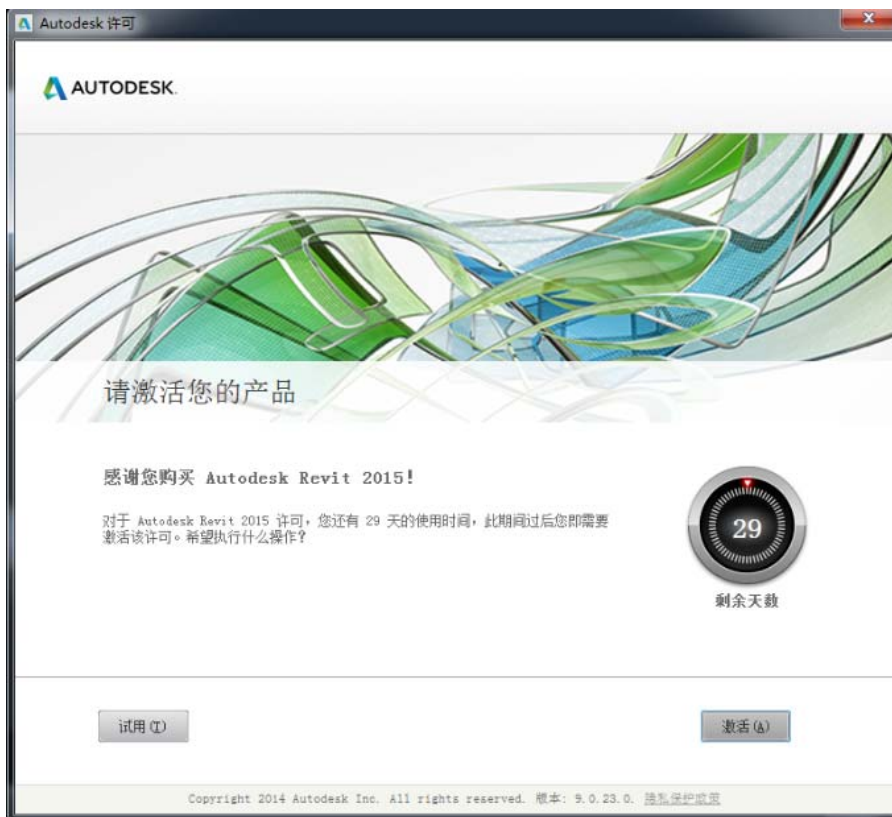 Autodesk 许可
AUTODESK.
请激活您的产品
感谢您购买 Autodesk Revit 2015!
对于 Autodesk Revit 2015 许可，您还有 29 天的使用时间，此期间过后您即需要
激活该许可。希望执行什么操作?
29
剩余天数
试用(T)
激活(A)
Copyright 2014 Autodesk Inc. All rights reserved. 版本: 9.0.23.0. 隐私保护政策